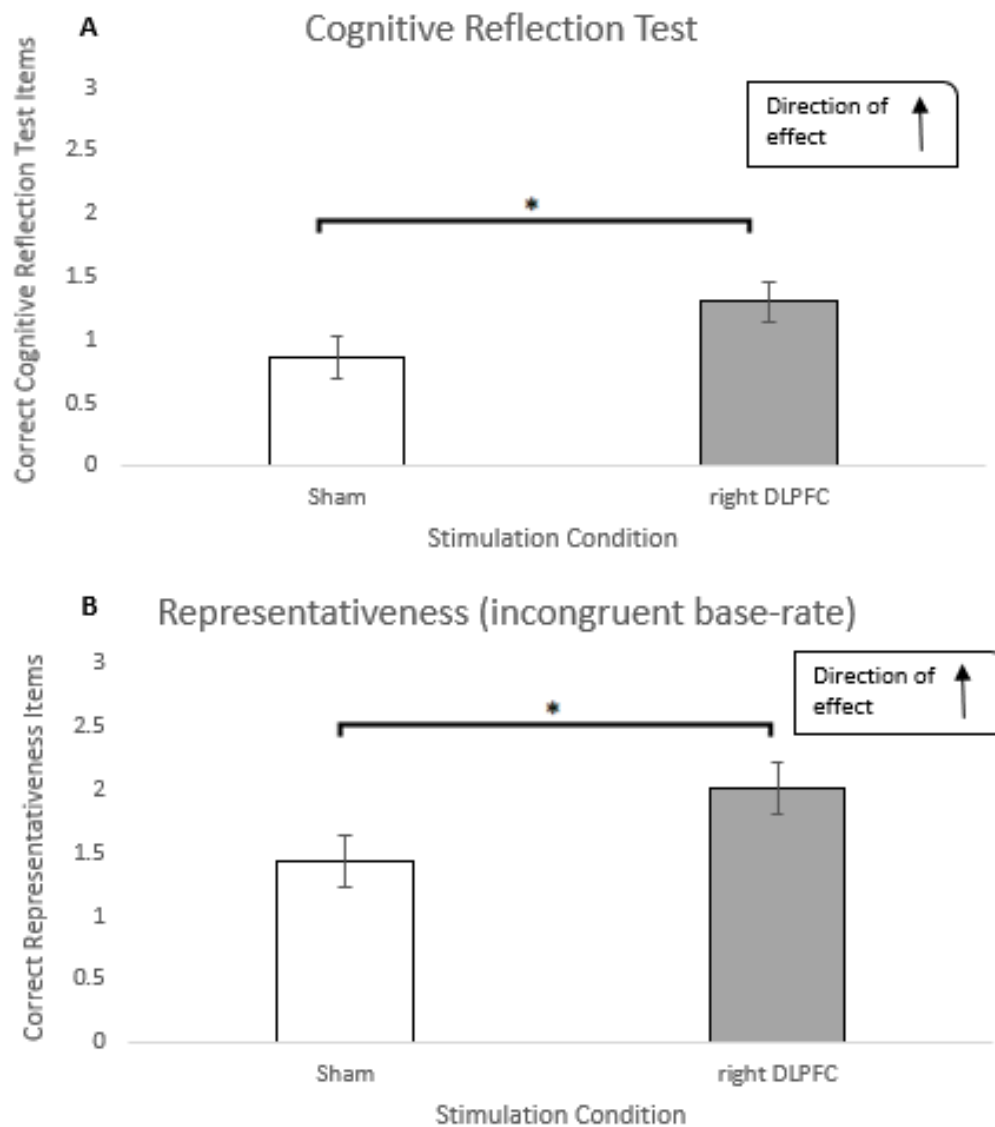 A
Cognitive Reflection Test
Correct Cognitive Reflection Test Items
3
2.5
2
1.5
1
0.5
0
Direction of
effect
*
Sham
right DLPFC
Stimulation Condition
B
Representativeness (incongruent base-rate)
Correct Representativeness Items
3
2.5
2
1.5
1
0.5
0
Direction of
effect
*
Sham
right DLPFC
Stimulation Condition